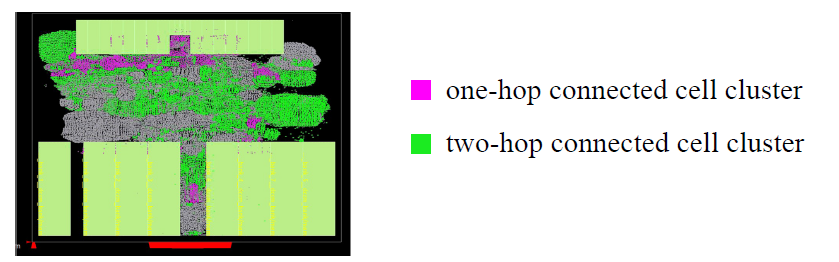 one-hop connected cell cluster
two-hop connected cell cluster